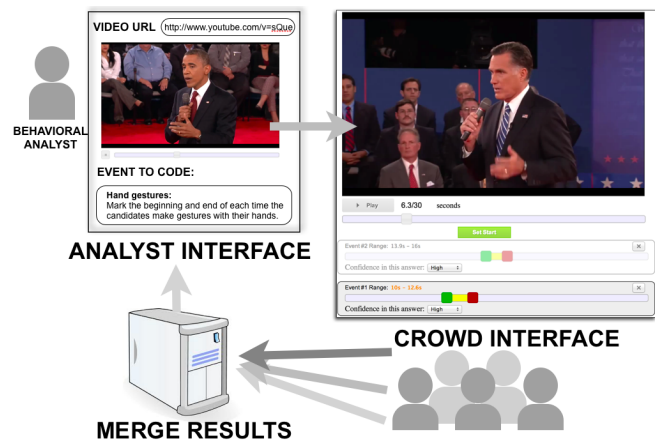 VIDEO URL http://www.youtube.com/v=sQue
BEHAVIORAL
ANALYST
EVENT TO CODE:
Hand gestures:
Mark the beginning and end of each time the
candidates make gestures with their hands.
ANALYST INTERFACE
Play 6.3/30 seconds
Set Start
Event #2 Range: 13.9s - 16s
Confidence in this answer: High
Event #1 Range: 10s - 12.6s
Confidence in this answer: High
CROWD INTERFACE
MERGE RESULTS